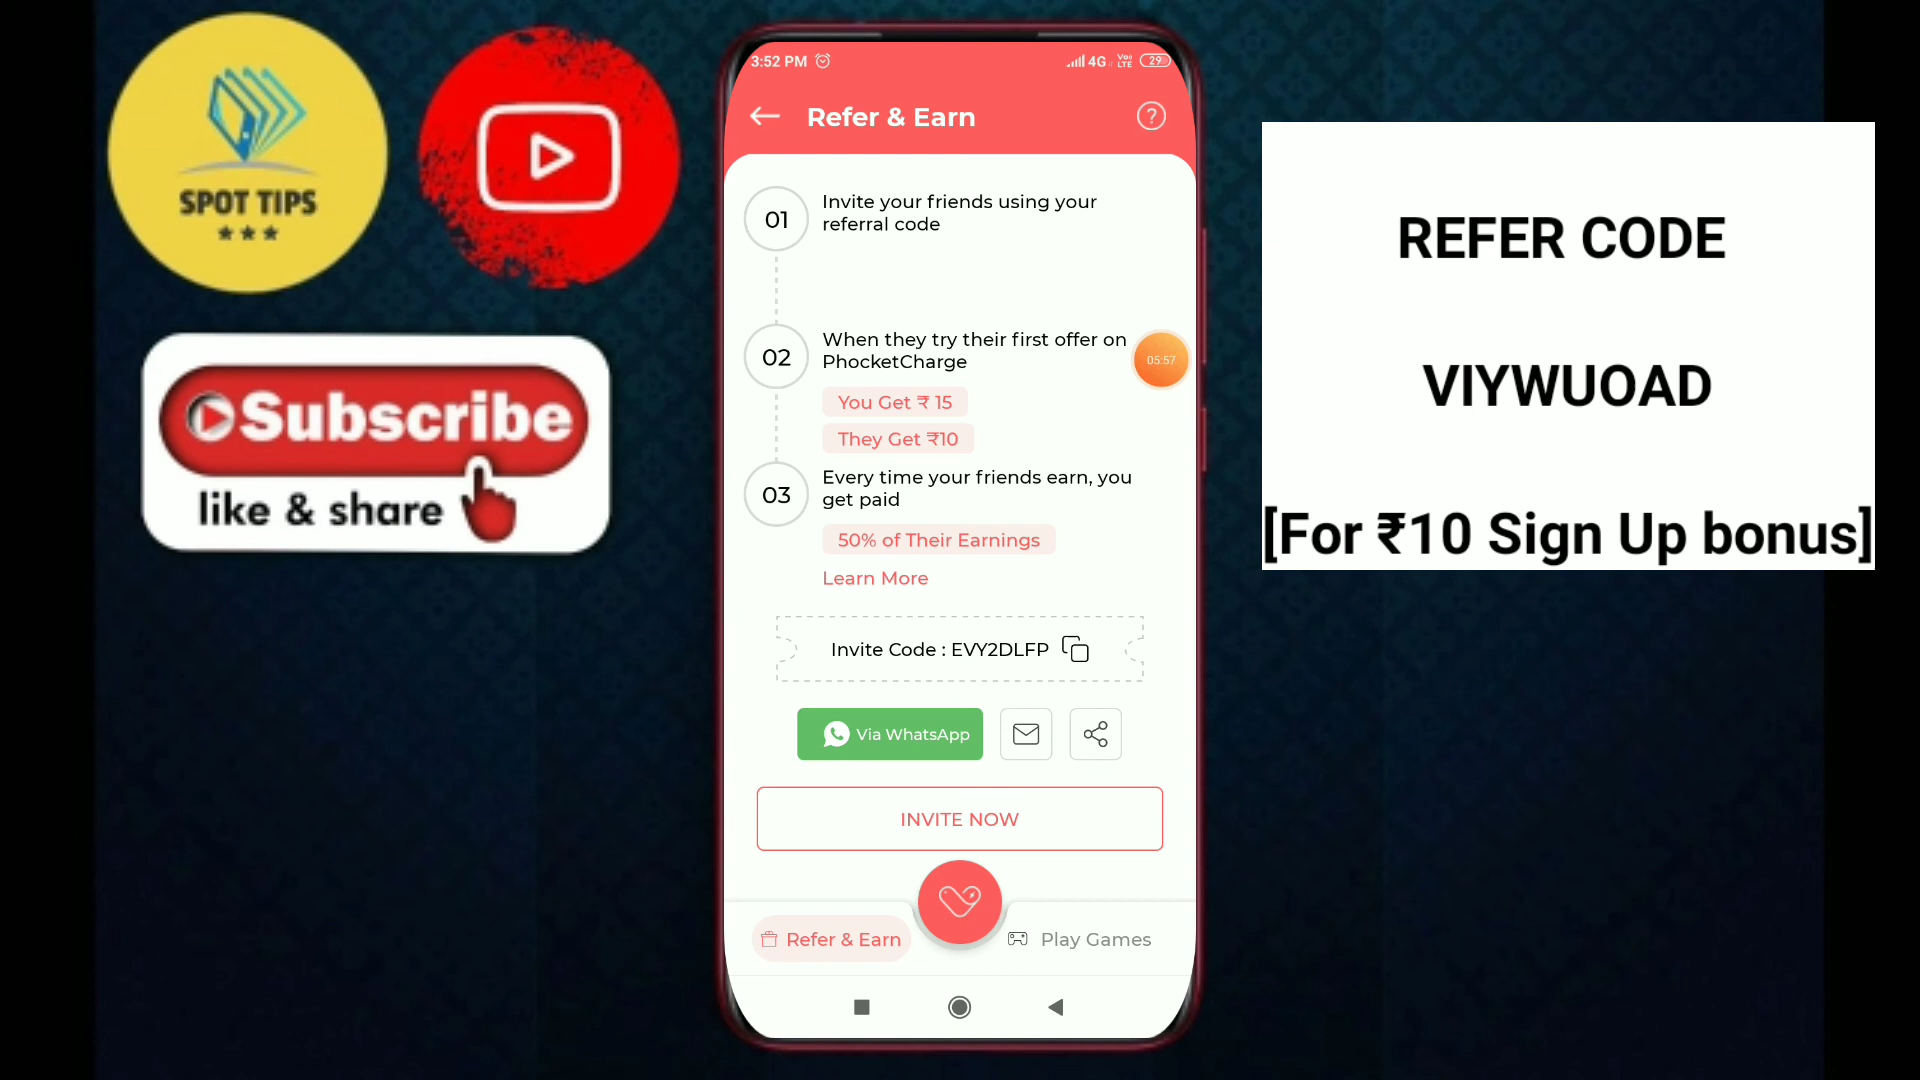 SPOT TIPS
Subscribe
like & share
3:52 PM
4G
Vo
LTE
29
Refer & Earn
?
01
Invite your friends using your
referral code
02
When they try their first offer on
PhocketCharge
05:57
You Get ₹ 15
They Get ₹10
03
Every time your friends earn, you
get paid
50% of Their Earnings
Learn More
Invite Code : EVY2DLFP
Via WhatsApp
INVITE NOW
Refer & Earn
Play Games
REFER CODE
VIYWUOAD
[For ₹10 Sign Up bonus]